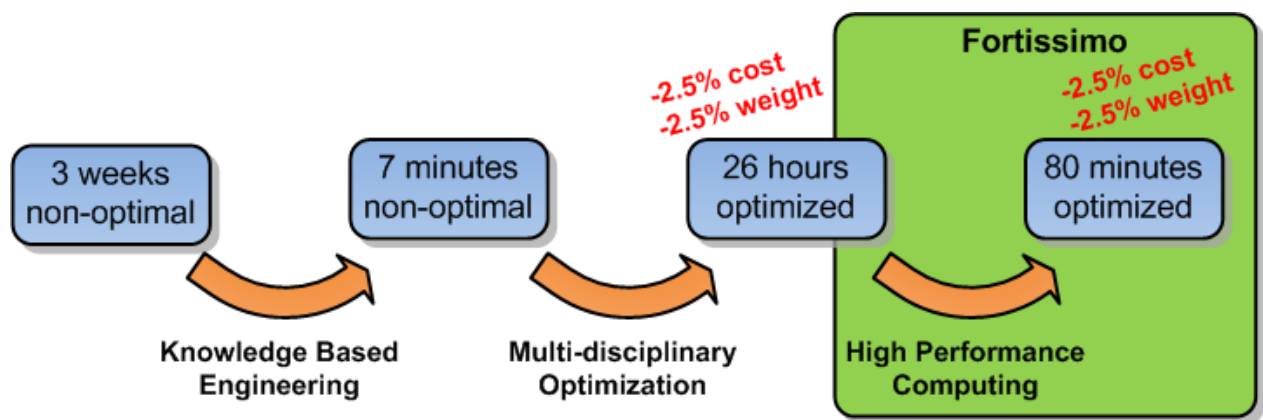 Fortissimo
-2.5% cost
-2.5% weight
-2.5% cost
-2.5% weight
3 weeks
non-optimal
7 minutes
non-optimal
26 hours
optimized
80 minutes
optimized
Knowledge Based
Engineering
Multi-disciplinary
Optimization
High Performance
Computing